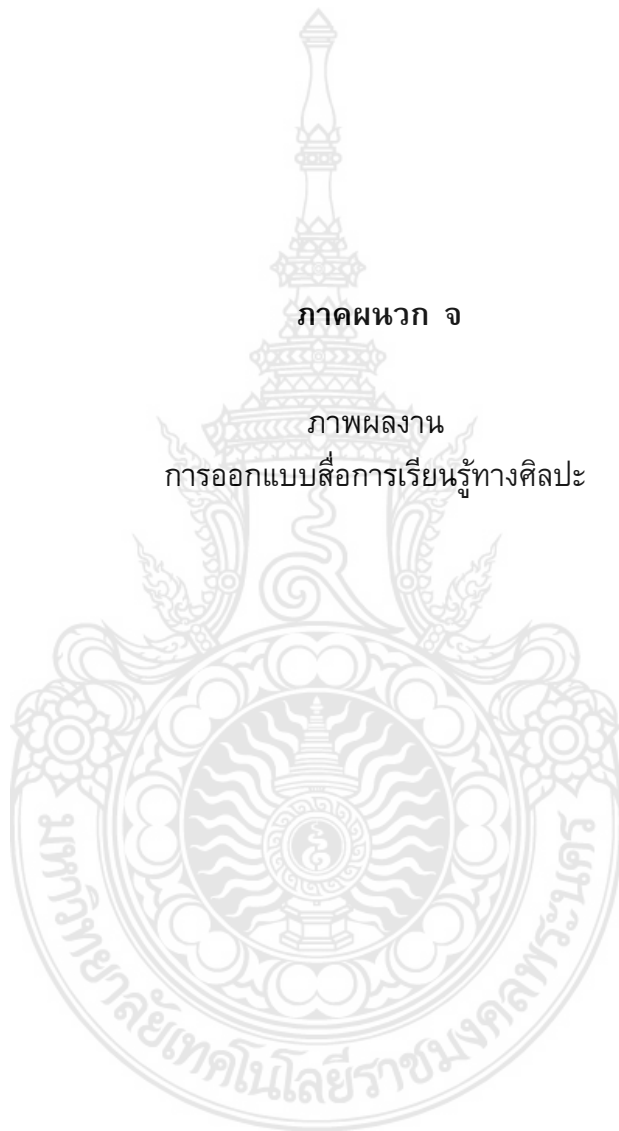 ภาคผนวก จ
ภาพผลงาน
การออกแบบสื่อการเรียนรู้ทางศิลปะ
มหาวิทยาลัยเทคโนโลยีราชมงคลพระนคร